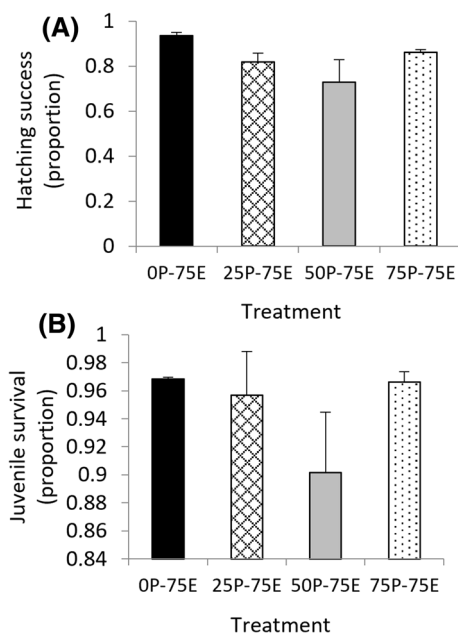 (A)
Hatching success
(proportion)
1
0.8
0.6
0.4
0.2
0
0P-75E 25P-75E 50P-75E 75P-75E
Treatment
(B)
Juvenile survival
(proportion)
1
0.98
0.96
0.94
0.92
0.9
0.88
0.86
0.84
0P-75E 25P-75E 50P-75E 75P-75E
Treatment